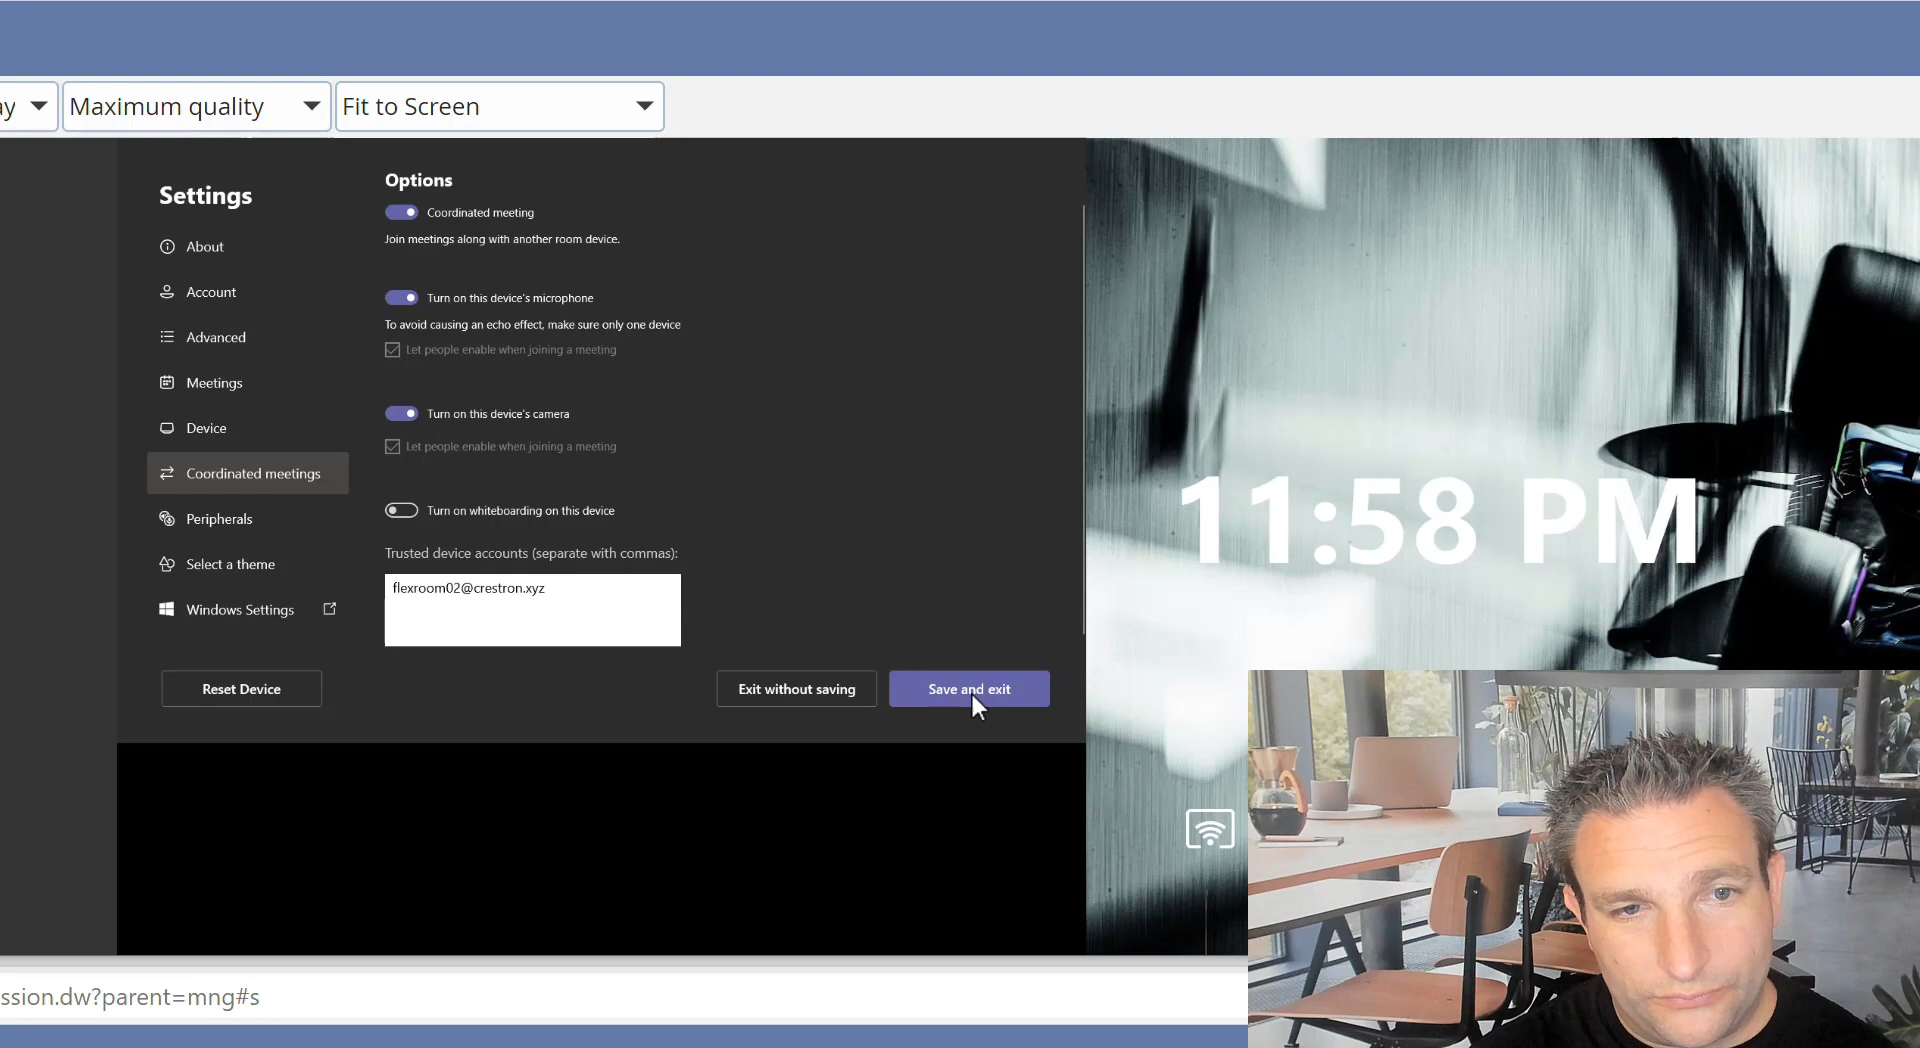 ay
Maximum quality
Fit to Screen
Settings
About
Account
Advanced
Meetings
Device
Coordinated meetings
Peripherals
Select a theme
Windows Settings
Reset Device
Options
Coordinated meeting
Join meetings along with another room device.
Turn on this device's microphone
To avoid causing an echo effect, make sure only one device
Let people enable when joining a meeting
Turn on this device's camera
Let people enable when joining a meeting
Turn on whiteboarding on this device
Trusted device accounts (separate with commas):
flexroom02@crestron.xyz
Exit without saving
Save and exit
11:58 PM
ssion.dw?parent=mng#s